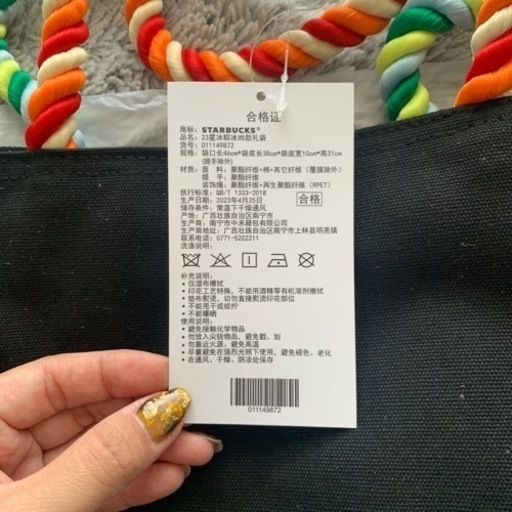 合格证
商标: STARBUCKS®
品名: 23星冰粽冰尚款礼袋
货号: 011149872
规格: 袋口长46cm*袋底长38cm*袋底宽10cm*高31cm
(提手除外)
材质: 面 料: 聚酯纤维+棉+其它纤维(覆膜除外)
提 手: 聚酯纤维
装饰绳: 聚酯纤维+再生聚酯纤维(RPET)
执行标准: QB/T 1333-2018
生产日期: 2023年4月25日
合格
储存条件: 常温下干燥通风
产地: 广西壮族自治区南宁市
生产商: 南宁市中禾箱包有限公司
生产商地址: 广西壮族自治区南宁市上林县明亮镇
联系电话: 0771-5202211
洗涤说明:
补充说明:
• 仅湿布擦拭
• 印花工艺特殊, 不能用酒精等有机溶剂擦拭
• 垫布熨烫, 切勿直接熨烫印花部位
• 不能甩干或绞拧
• 不能曝晒
使用说明:
• 避免接触化学物品
• 勿放入尖锐物品, 避免戳、划
• 勿靠近火源, 避免高温
• 尽量避免在强烈光照下使用, 避免褪色、老化
• 在通风、干燥、阴凉处保存
011149872